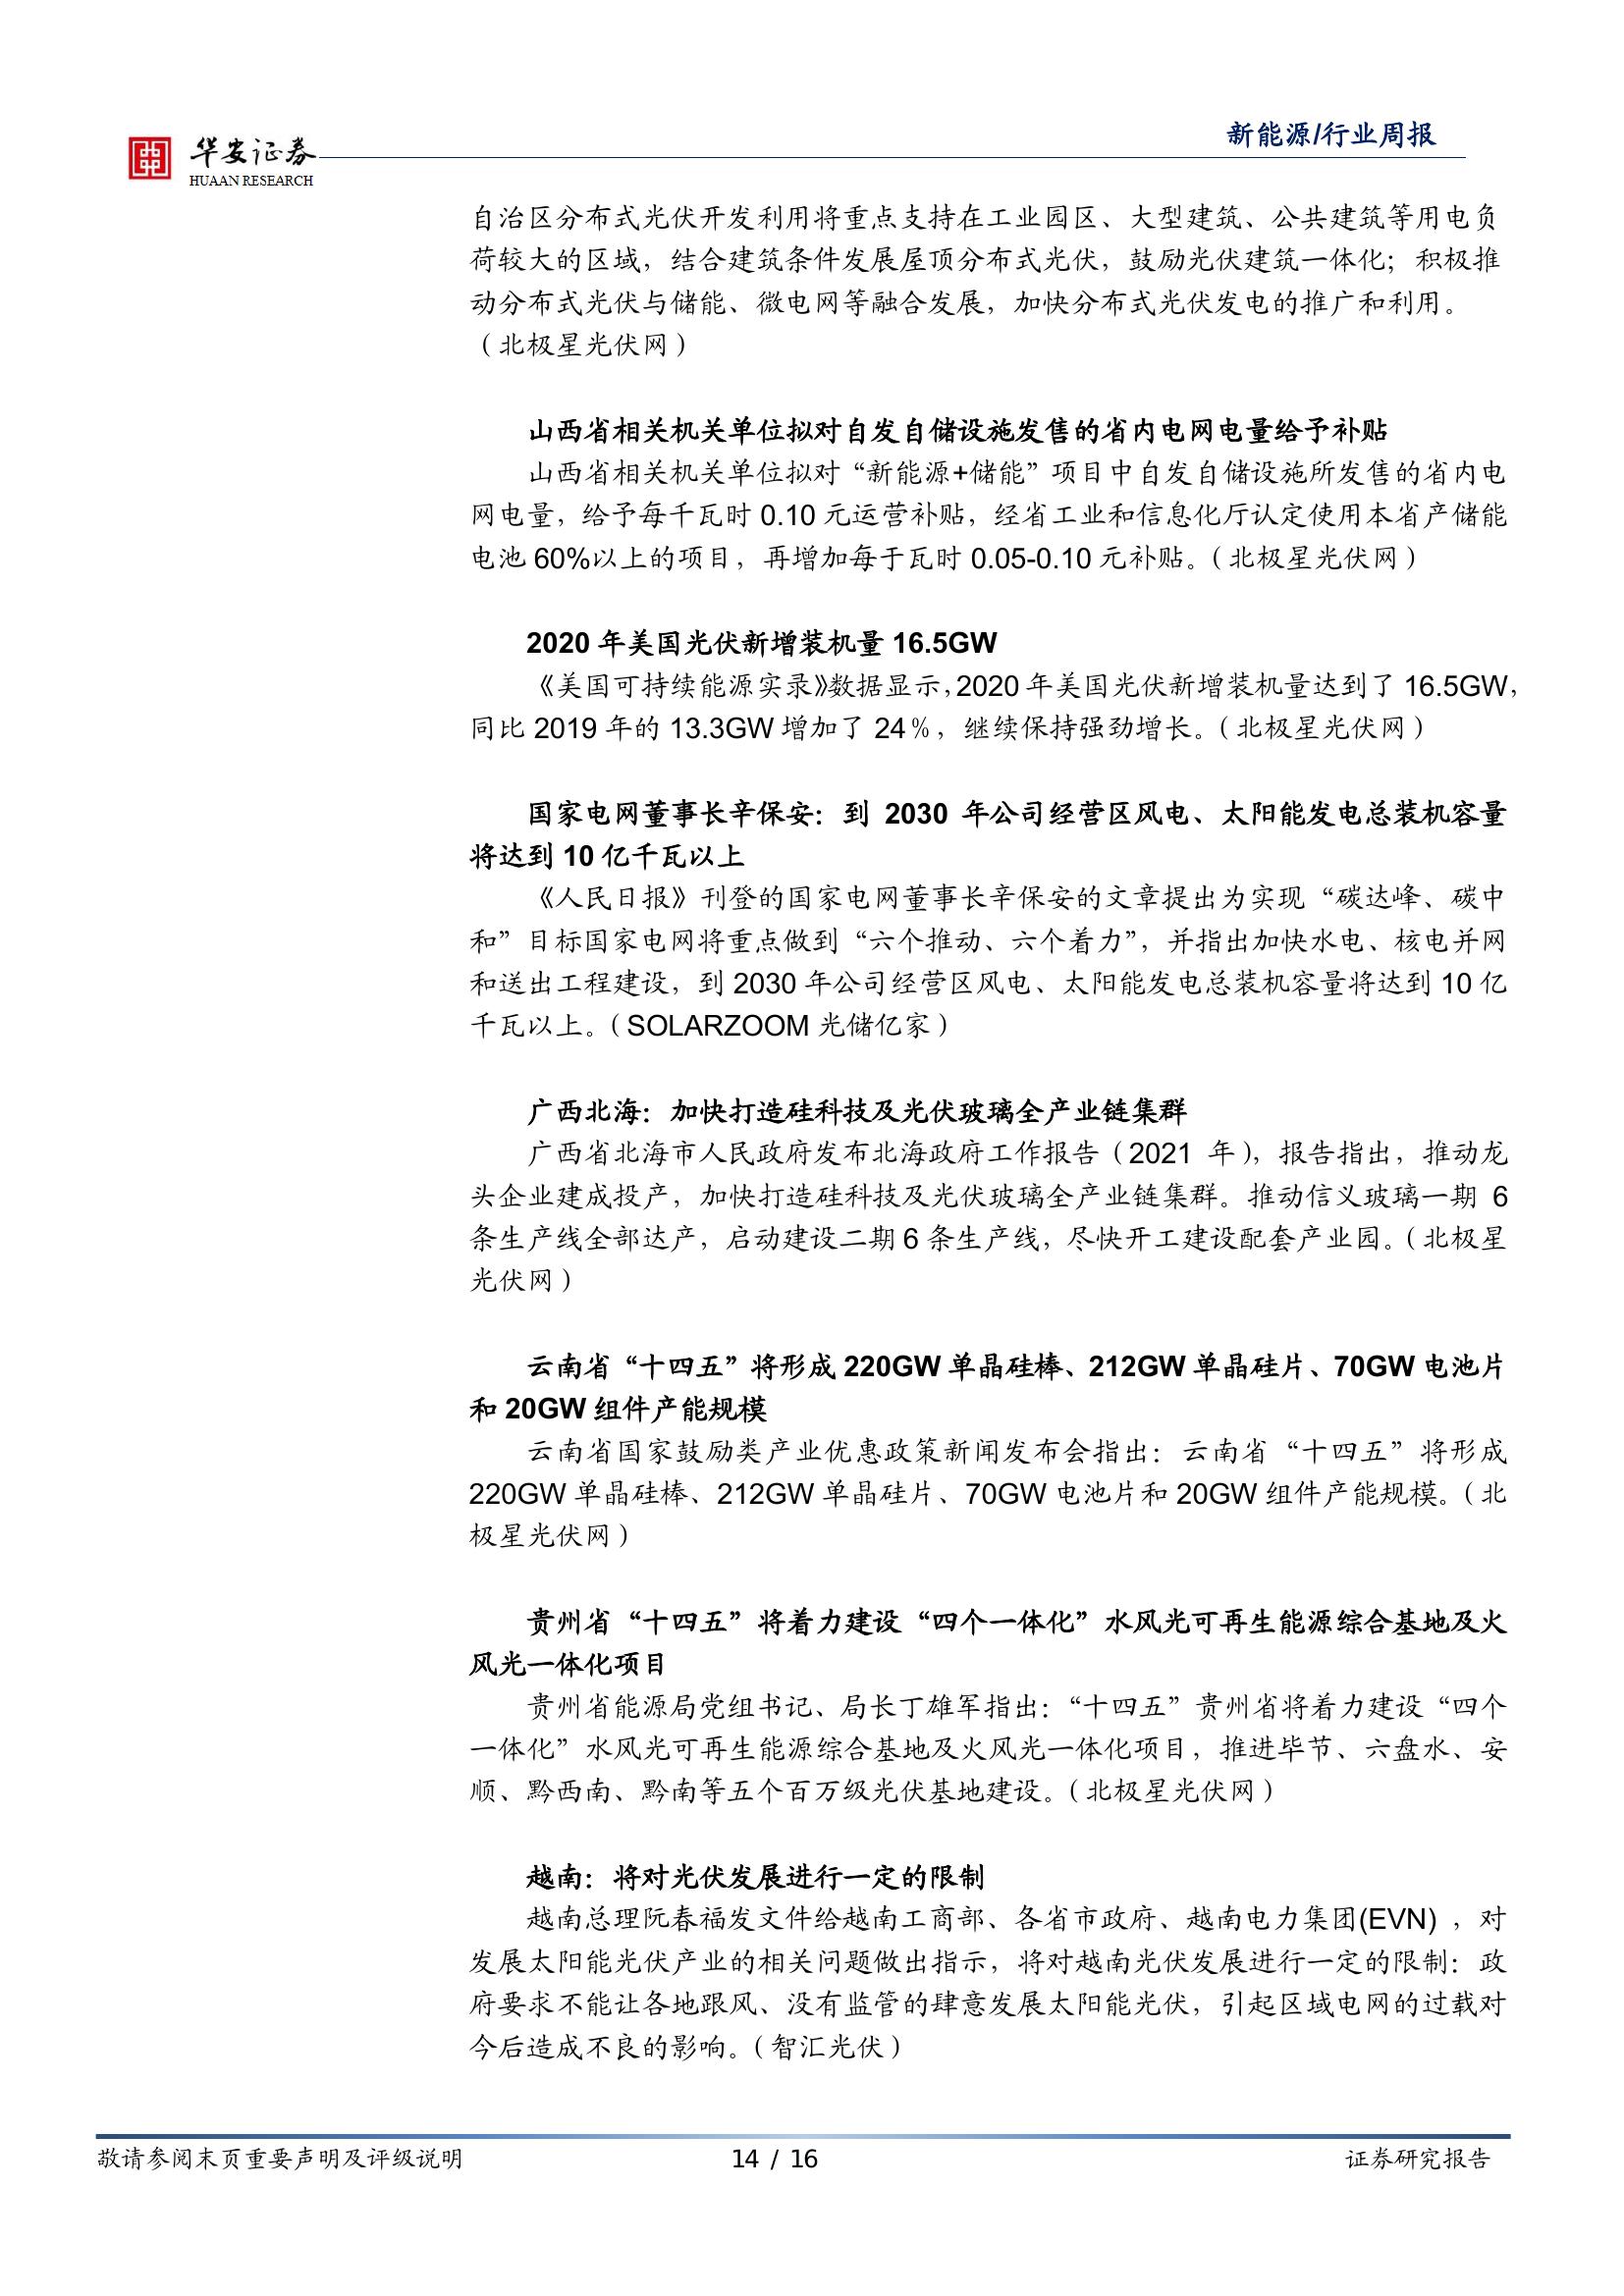 华安证券
HUAAN RESEARCH
新能源/行业周报
自治区分布式光伏开发利用将重点支持在工业园区、大型建筑、公共建筑等用电负
荷较大的区域，结合建筑条件发展屋顶分布式光伏，鼓励光伏建筑一体化；积极推
动分布式光伏与储能、微电网等融合发展，加快分布式光伏发电的推广和利用。
（北极星光伏网）
山西省相关机关单位拟对自发自储设施发售的省内电网电量给予补贴
山西省相关机关单位拟对“新能源+储能”项目中自发自储设施所发售的省内电
网电量，给予每千瓦时 0.10 元运营补贴，经省工业和信息化厅认定使用本省产储能
电池 60%以上的项目，再增加每于瓦时 0.05-0.10 元补贴。（北极星光伏网）
2020 年美国光伏新增装机量 16.5GW
《美国可持续能源实录》数据显示，2020 年美国光伏新增装机量达到了 16.5GW，
同比 2019 年的 13.3GW 增加了 24％，继续保持强劲增长。（北极星光伏网）
国家电网董事长辛保安：到 2030 年公司经营区风电、太阳能发电总装机容量
将达到 10 亿千瓦以上
《人民日报》刊登的国家电网董事长辛保安的文章提出为实现“碳达峰、碳中
和”目标国家电网将重点做到“六个推动、六个着力”，并指出加快水电、核电并网
和送出工程建设，到 2030 年公司经营区风电、太阳能发电总装机容量将达到 10 亿
千瓦以上。（SOLARZOOM 光储亿家）
广西北海：加快打造硅科技及光伏玻璃全产业链集群
广西省北海市人民政府发布北海政府工作报告（2021 年），报告指出，推动龙
头企业建成投产，加快打造硅科技及光伏玻璃全产业链集群。推动信义玻璃一期 6
条生产线全部达产，启动建设二期 6 条生产线，尽快开工建设配套产业园。（北极星
光伏网）
云南省“十四五”将形成 220GW 单晶硅棒、212GW 单晶硅片、70GW 电池片
和 20GW 组件产能规模
云南省国家鼓励类产业优惠政策新闻发布会指出：云南省“十四五”将形成
220GW 单晶硅棒、212GW 单晶硅片、70GW 电池片和 20GW 组件产能规模。（北
极星光伏网）
贵州省“十四五”将着力建设“四个一体化”水风光可再生能源综合基地及火
风光一体化项目
贵州省能源局党组书记、局长丁雄军指出：“十四五”贵州省将着力建设“四个
一体化”水风光可再生能源综合基地及火风光一体化项目，推进毕节、六盘水、安
顺、黔西南、黔南等五个百万级光伏基地建设。（北极星光伏网）
越南：将对光伏发展进行一定的限制
越南总理阮春福发文件给越南工商部、各省市政府、越南电力集团(EVN) ，对
发展太阳能光伏产业的相关问题做出指示，将对越南光伏发展进行一定的限制：政
府要求不能让各地跟风、没有监管的肆意发展太阳能光伏，引起区域电网的过载对
今后造成不良的影响。（智汇光伏）
敬请参阅末页重要声明及评级说明
14 / 16
证券研究报告